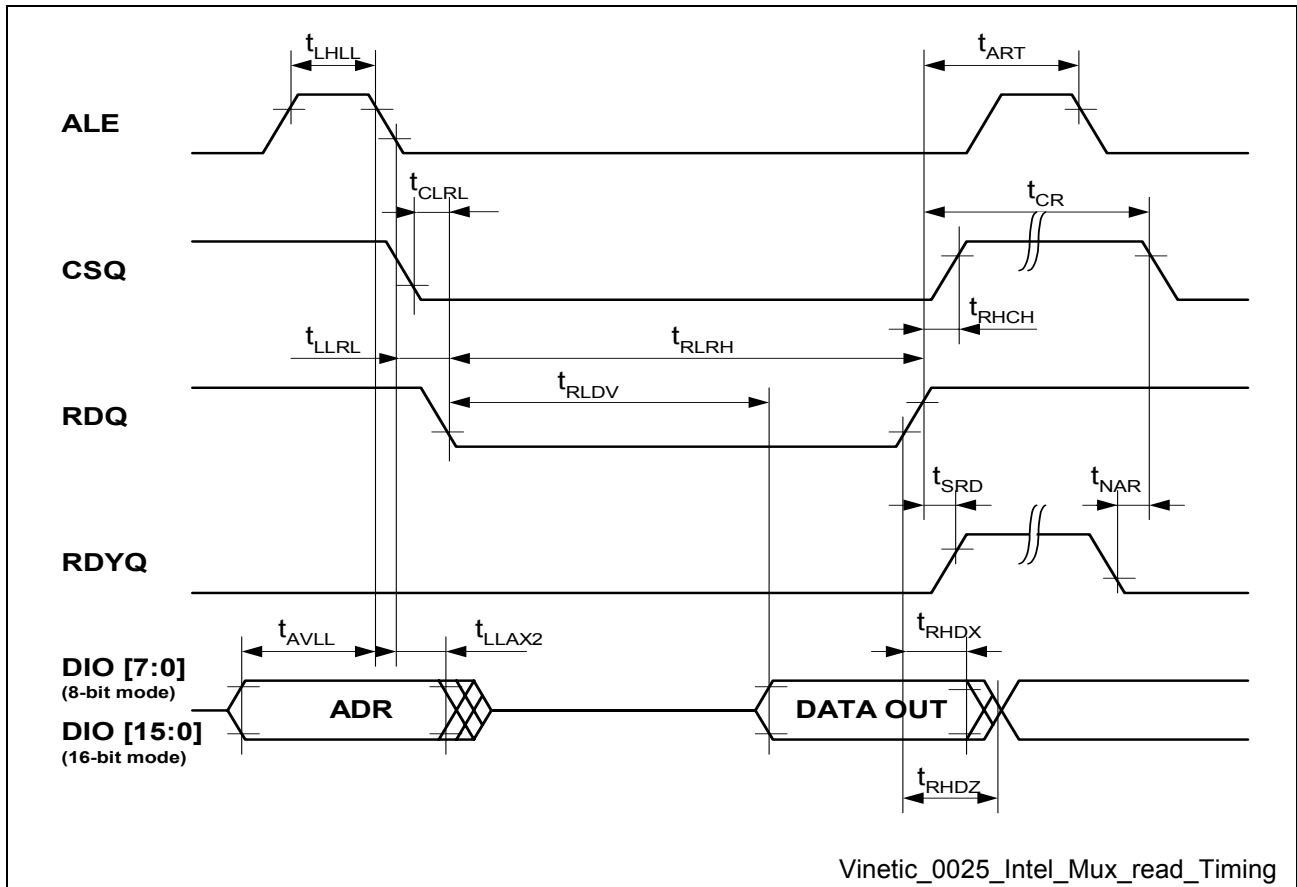 tLHLL
tART
ALE
tCLRL
tCR
CSQ
tRHCH
tLLRL
tRLRH
tRLDV
RDQ
tSRD
tNAR
RDYQ
tAVLL
tLLAX2
tRHDX
DIO [7:0]
(8-bit mode)
ADR
DATA OUT
DIO [15:0]
(16-bit mode)
tRHDZ
Vinetic_0025_Intel_Mux_read_Timing